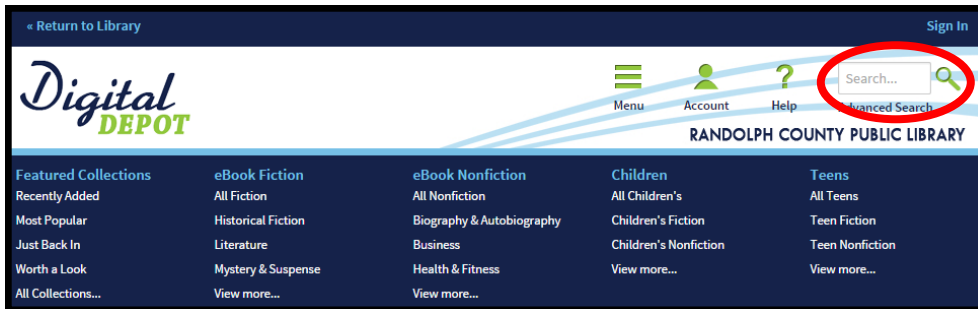 « Return to Library
Sign In
Digital
DEPOT
Search...
Menu
Account
Help
Advanced Search
RANDOLPH COUNTY PUBLIC LIBRARY
Featured Collections
Recently Added
Most Popular
Just Back In
Worth a Look
All Collections...
eBook Fiction
All Fiction
Historical Fiction
Literature
Mystery & Suspense
View more...
eBook Nonfiction
All Nonfiction
Biography & Autobiography
Business
Health & Fitness
View more...
Children
All Children's
Children's Fiction
Children's Nonfiction
View more...
Teens
All Teens
Teen Fiction
Teen Nonfiction
View more...